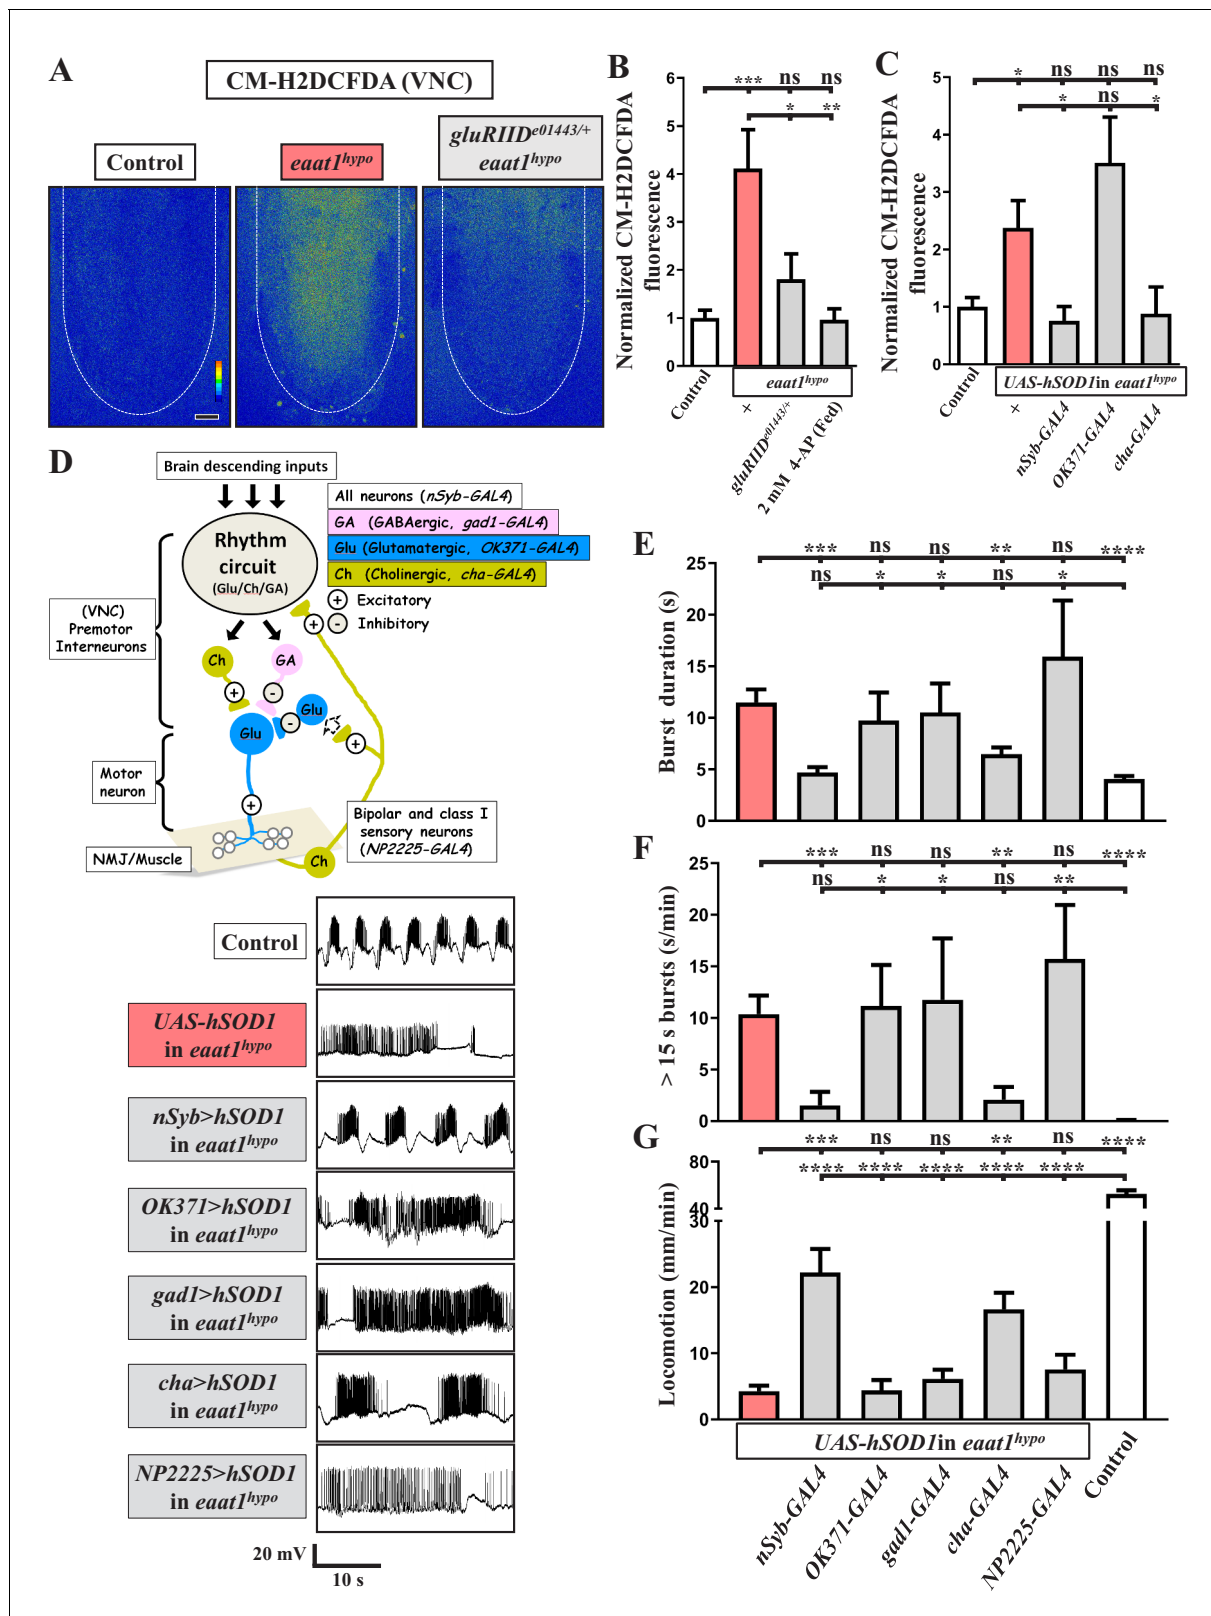 A
CM-H2DCFDA (VNC)
Control
eaat1hypo
gluRIIDe01443/+
eaat1hypo
B
Normalized CM-H2DCFDA
fluorescence
6
5
4
3
2
1
0
*** ns ns
* **
Control
+
gluRIIDe01443/+
2 mM 4-AP (Fed)
eaat1hypo
C
Normalized CM-H2DCFDA
fluorescence
5
4
3
2
1
0
* ns ns ns
* ns *
UAS-hSOD1 in eaat1hypo
Control
+
nSyb-GAL4
OK371-GAL4
cha-GAL4
D
Brain descending inputs
Rhythm
circuit
(Glu/Ch/GA)
All neurons (nSyb-GAL4)
GA (GABAergic, gad1-GAL4)
Glu (Glutamatergic, OK371-GAL4)
Ch (Cholinergic, cha-GAL4)
+ Excitatory
- Inhibitory
(VNC)
Premotor
Interneurons
Ch
GA
+
-
+
Glu
-
Glu
+
Motor
neuron
+
NMJ/Muscle
Ch
Bipolar and class I
sensory neurons
(NP2225-GAL4)
Control
UAS-hSOD1
in eaat1hypo
nSyb>hSOD1
in eaat1hypo
OK371>hSOD1
in eaat1hypo
gad1>hSOD1
in eaat1hypo
cha>hSOD1
in eaat1hypo
NP2225>hSOD1
in eaat1hypo
20 mV
10 s
E
Burst duration (s)
25
20
15
10
5
0
*** ns ns ** ns ****
ns * * ns *
F
> 15 s bursts (s/min)
25
20
15
10
5
0
*** ns ns ** ns ****
ns * * ns **
G
Locomotion (mm/min)
80
40
30
20
10
0
*** ns ns ** ns ****
**** **** **** **** ****
UAS-hSOD1 in eaat1hypo
nSyb-GAL4
OK371-GAL4
gad1-GAL4
cha-GAL4
NP2225-GAL4
Control